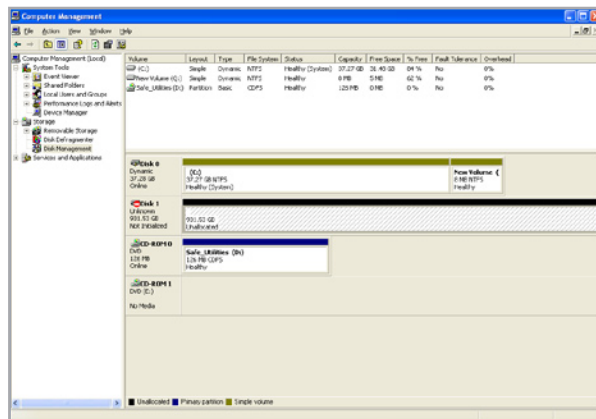 Computer Management
File Action View Window Help
Computer Management (Local)
System Tools
Event Viewer
Shared Folders
Local Users and Groups
Performance Logs and Alerts
Device Manager
Storage
Removable Storage
Disk Defragmenter
Disk Management
Services and Applications
Volume Layout Type File System Status Capacity Free Space % Free Fault Tolerance Overhead
(C:) Simple Dynamic NTFS Healthy (System) 37.27 GB 31.40 GB 84 % No 0%
New Volume (G:) Simple Dynamic NTFS Healthy 8 MB 5 MB 62 % No 0%
Safe_Utilities (D:) Partition Basic CDFS Healthy 126 MB 0 MB 0 % No 0%
Disk 0
Dynamic
37.28 GB
Online
(C:)
37.27 GB NTFS
Healthy (System)
New Volume (
8 MB NTFS
Healthy
Disk 1
Unknown
931.53 GB
Not Initialized
931.53 GB
Unallocated
CD-ROM 0
DVD
126 MB
Online
Safe_Utilities (D:)
126 MB CDFS
Healthy
CD-ROM 1
DVD (E:)
No Media
Unallocated Primary partition Simple volume